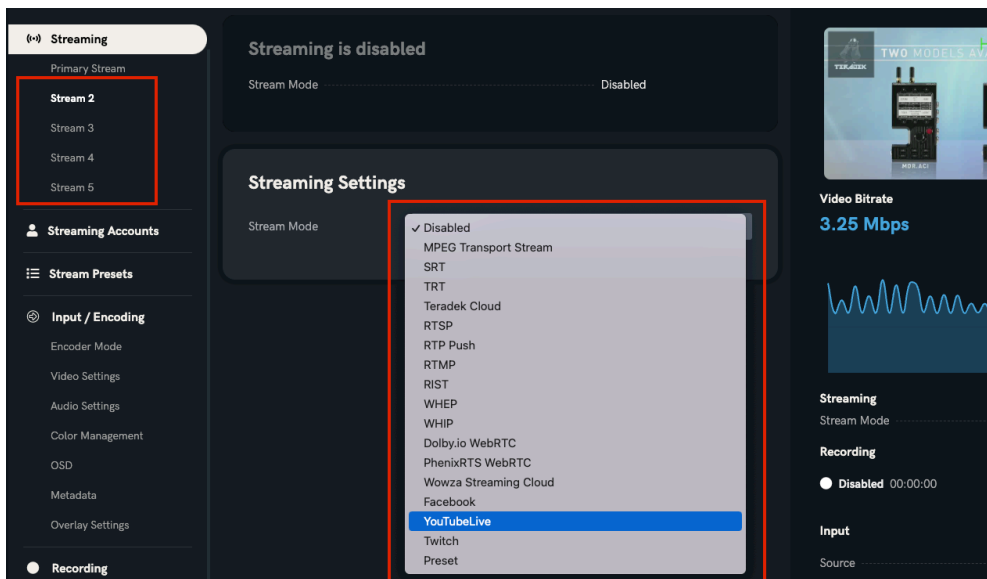 Streaming
Primary Stream
Stream 2
Stream 3
Stream 4
Stream 5
Streaming Accounts
Stream Presets
Input / Encoding
Encoder Mode
Video Settings
Audio Settings
Color Management
OSD
Metadata
Overlay Settings
Recording
Streaming is disabled
Stream Mode Disabled
Streaming Settings
Stream Mode
✓ Disabled
MPEG Transport Stream
SRT
TRT
Teradek Cloud
RTSP
RTP Push
RTMP
RIST
WHEP
WHIP
Dolby.io WebRTC
PhenixRTS WebRTC
Wowza Streaming Cloud
Facebook
YouTubeLive
Twitch
Preset
TERADEK
TWO MODELS AV
Video Bitrate
3.25 Mbps
Streaming
Stream Mode
Recording
Disabled 00:00:00
Input
Source